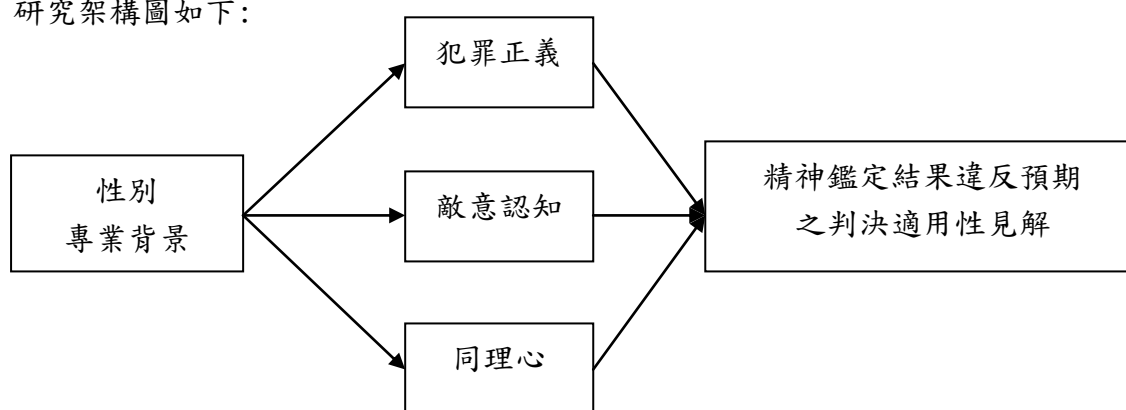 研究架構圖如下:
犯罪正義
性別
專業背景
敵意認知
精神鑑定結果違反預期
之判決適用性見解
同理心